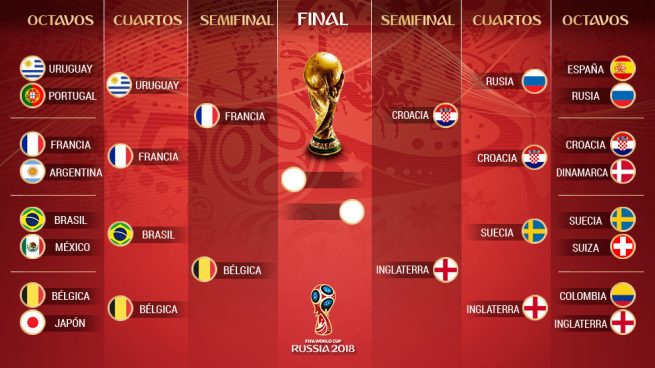 OCTAVOS
CUARTOS
SEMIFINAL
FINAL
SEMIFINAL
CUARTOS
OCTAVOS
URUGUAY
PORTUGAL
FRANCIA
ARGENTINA
BRASIL
MÉXICO
BÉLGICA
JAPÓN
URUGUAY
FRANCIA
BRASIL
BÉLGICA
FRANCIA
BÉLGICA
FIFA WORLD CUP
RUSSIA 2018
CROACIA
INGLATERRA
RUSIA
CROACIA
SUECIA
INGLATERRA
ESPAÑA
RUSIA
CROACIA
DINAMARCA
SUECIA
SUIZA
COLOMBIA
INGLATERRA